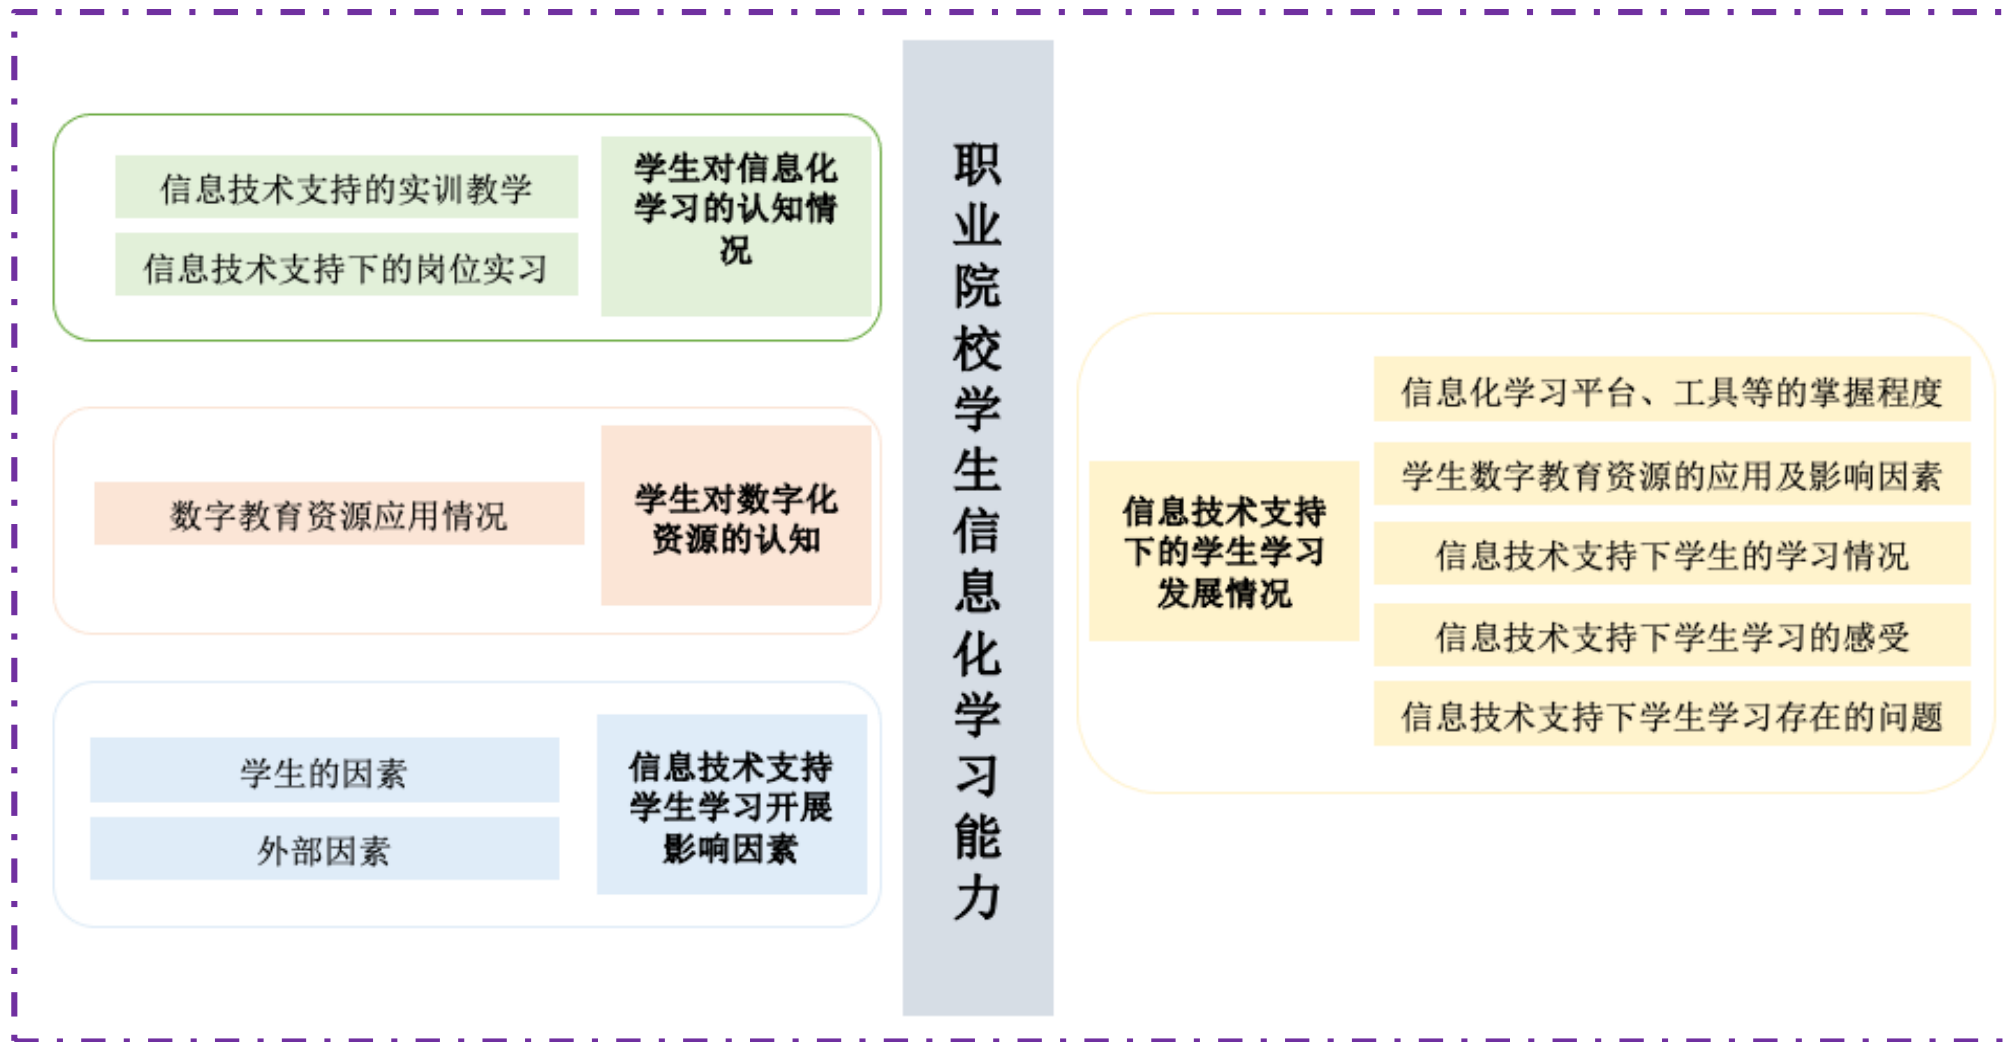 信息技术支持的实训教学
信息技术支持下的岗位实习
学生对信息化
学习的认知情
况
数字教育资源应用情况
学生对数字化
资源的认知
学生的因素
外部因素
信息技术支持
学生学习开展
影响因素
职业院校学生信息化学习能力
信息技术支持
下的学生学习
发展情况
信息化学习平台、工具等的掌握程度
学生数字教育资源的应用及影响因素
信息技术支持下学生的学习情况
信息技术支持下学生学习的感受
信息技术支持下学生学习存在的问题